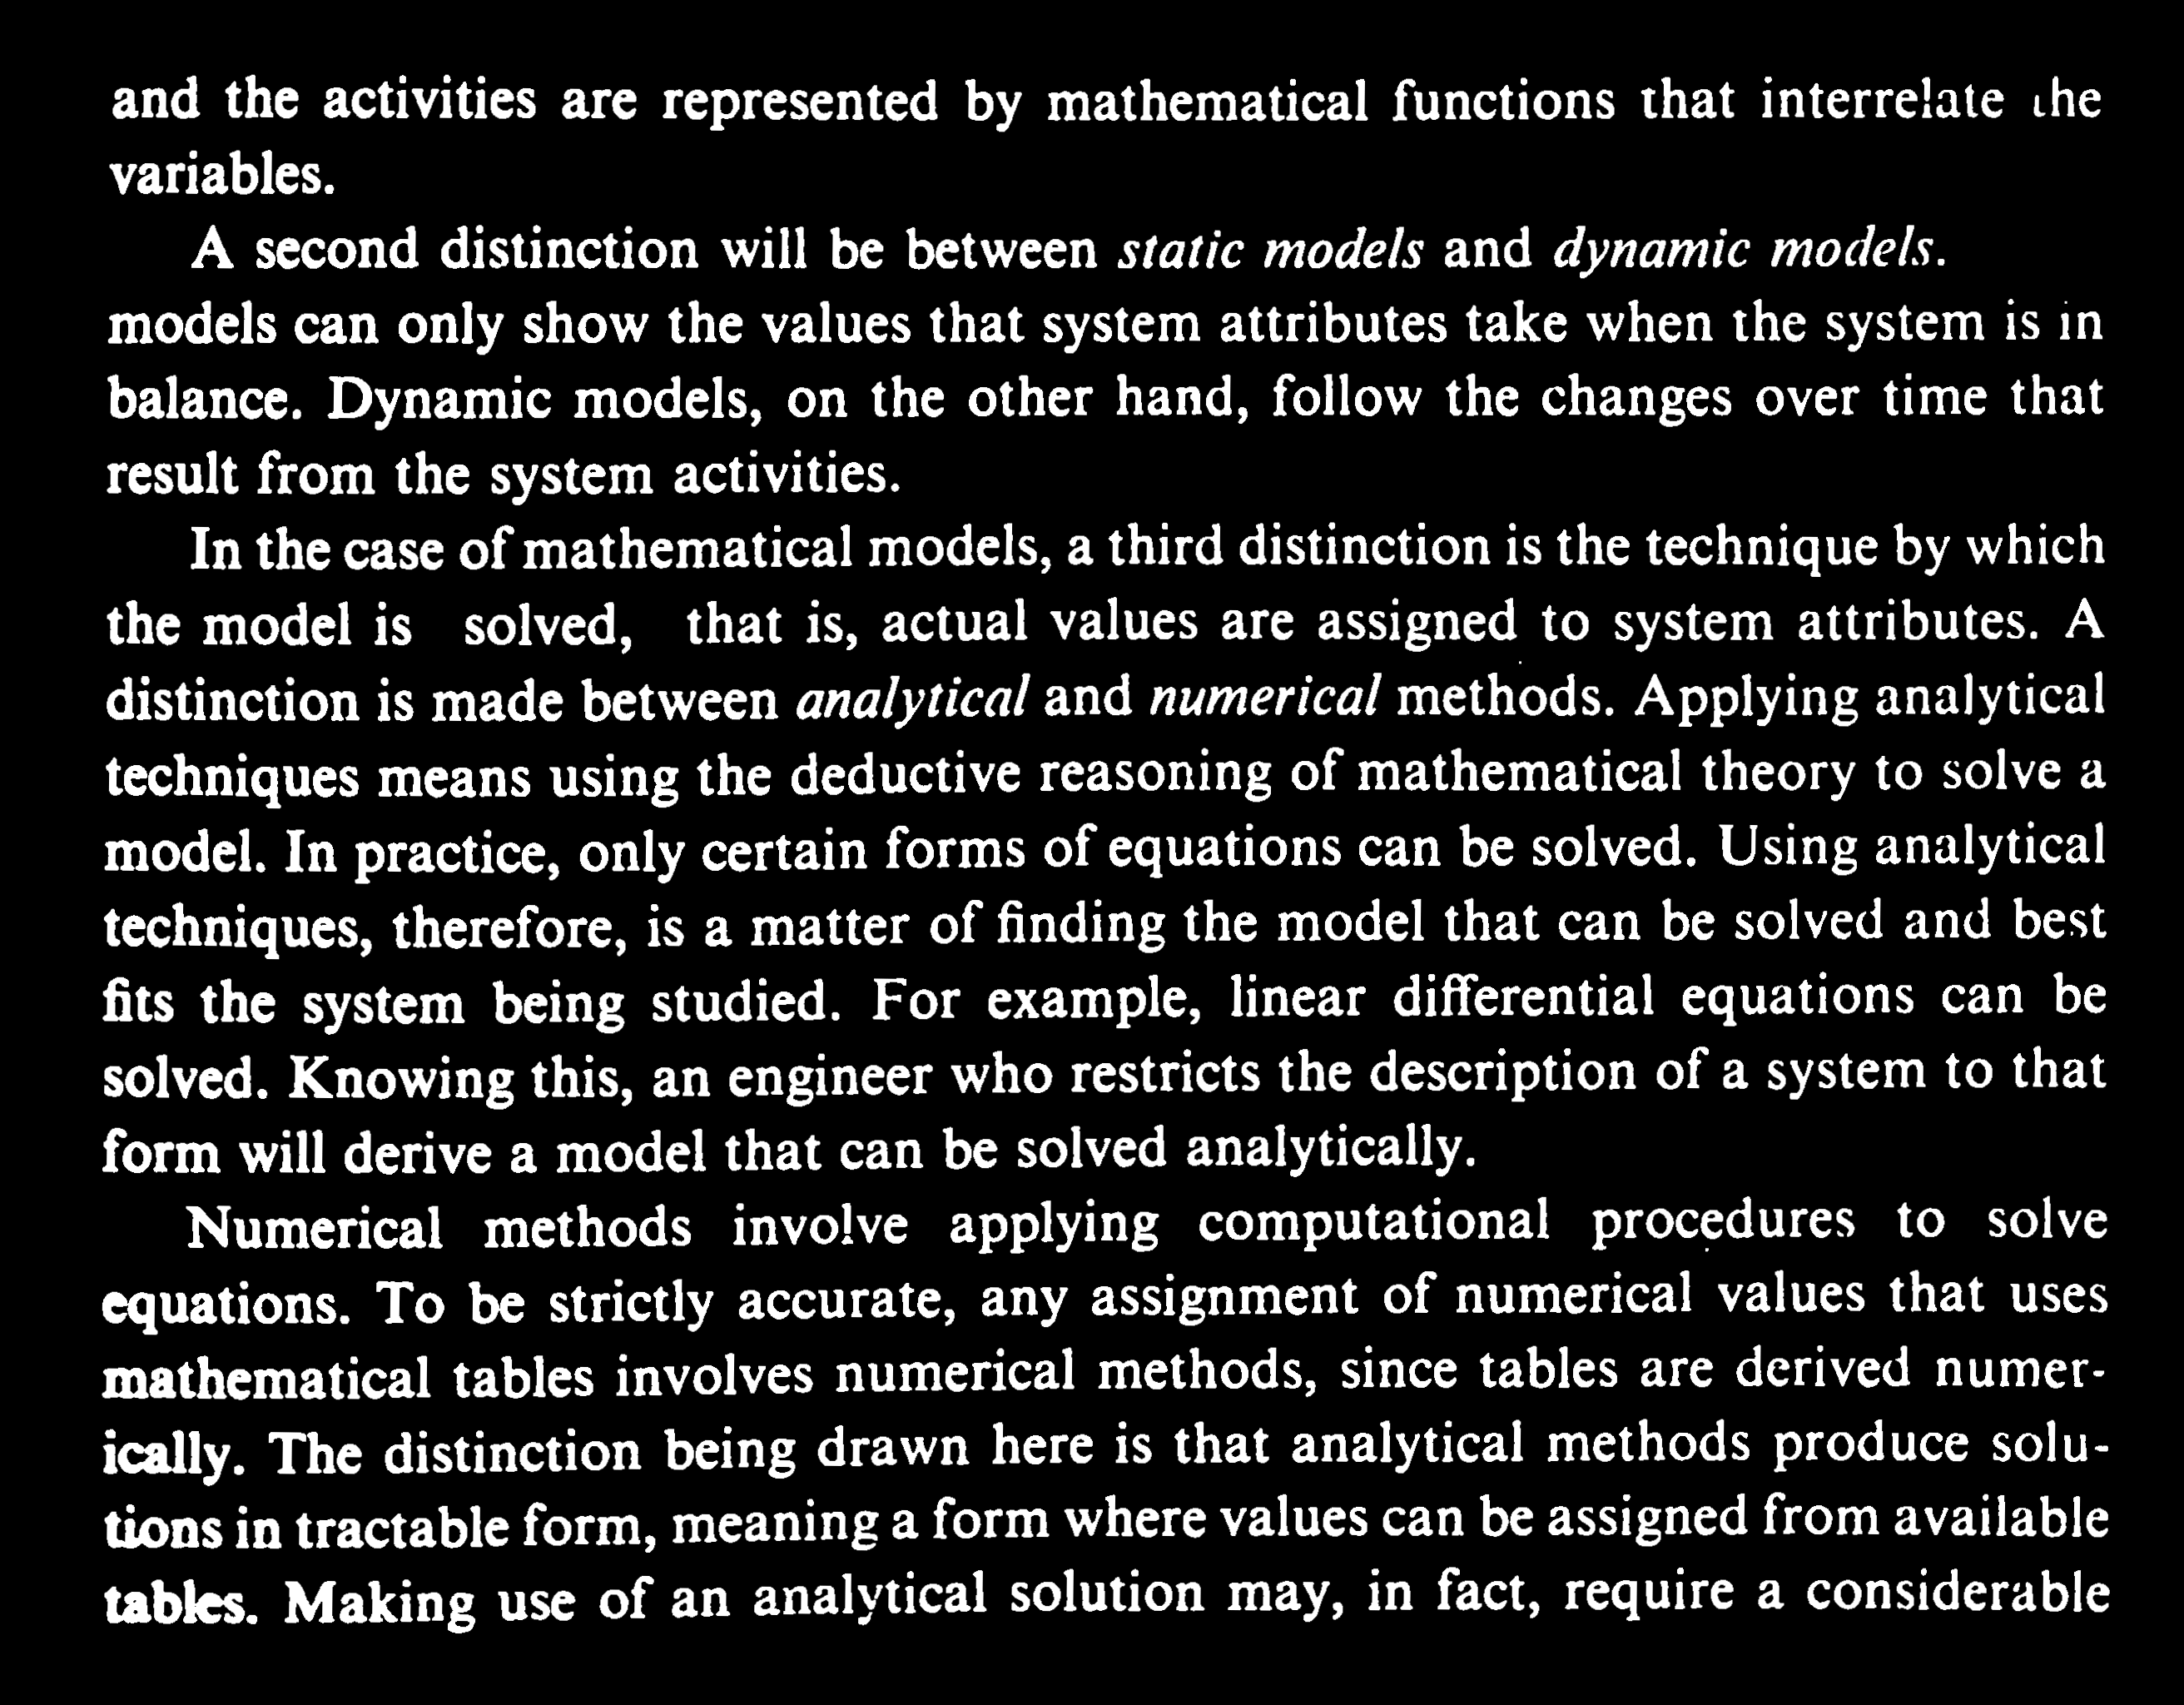 and the activities are represented by mathematical functions that interrelate the
variables.
A second distinction will be between static models and dynamic models.
models can only show the values that system attributes take when the system is in
balance. Dynamic models, on the other hand, follow the changes over time that
result from the system activities.
In the case of mathematical models, a third distinction is the technique by which
the model is solved, that is, actual values are assigned to system attributes. A
distinction is made between analytical and numerical methods. Applying analytical
techniques means using the deductive reasoning of mathematical theory to solve a
model. In practice, only certain forms of equations can be solved. Using analytical
techniques, therefore, is a matter of finding the model that can be solved and best
fits the system being studied. For example, linear differential equations can be
solved. Knowing this, an engineer who restricts the description of a system to that
form will derive a model that can be solved analytically.
Numerical methods involve applying computational procedures to solve
equations. To be strictly accurate, any assignment of numerical values that uses
mathematical tables involves numerical methods, since tables are derived numer-
ically. The distinction being drawn here is that analytical methods produce solu-
tions in tractable form, meaning a form where values can be assigned from available
tables. Making use of an analytical solution may, in fact, require a considerable